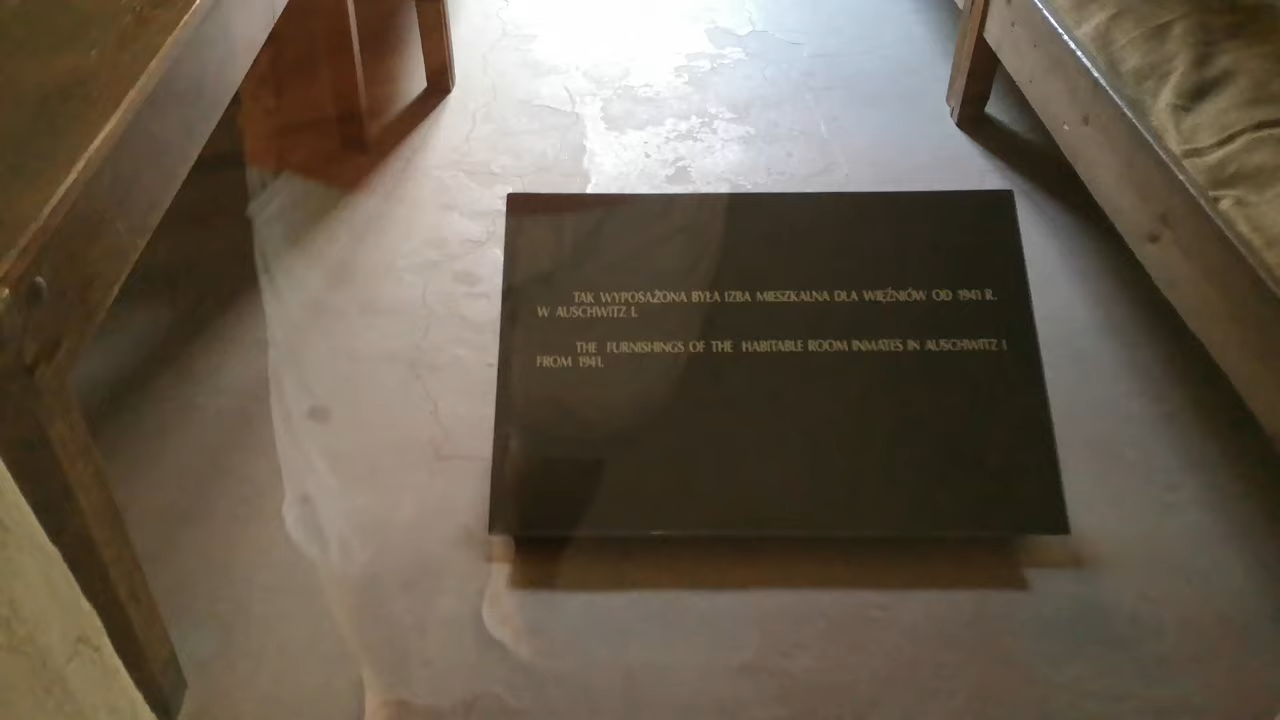 TAK WYPOSAŻONA BYŁA IZBA MIESZKALNA DLA WIĘŹNIÓW OD 1941 R.
W AUSCHWITZ I.
THE FURNISHINGS OF THE HABITABLE ROOM INMATES IN AUSCHWITZ I
FROM 1941.